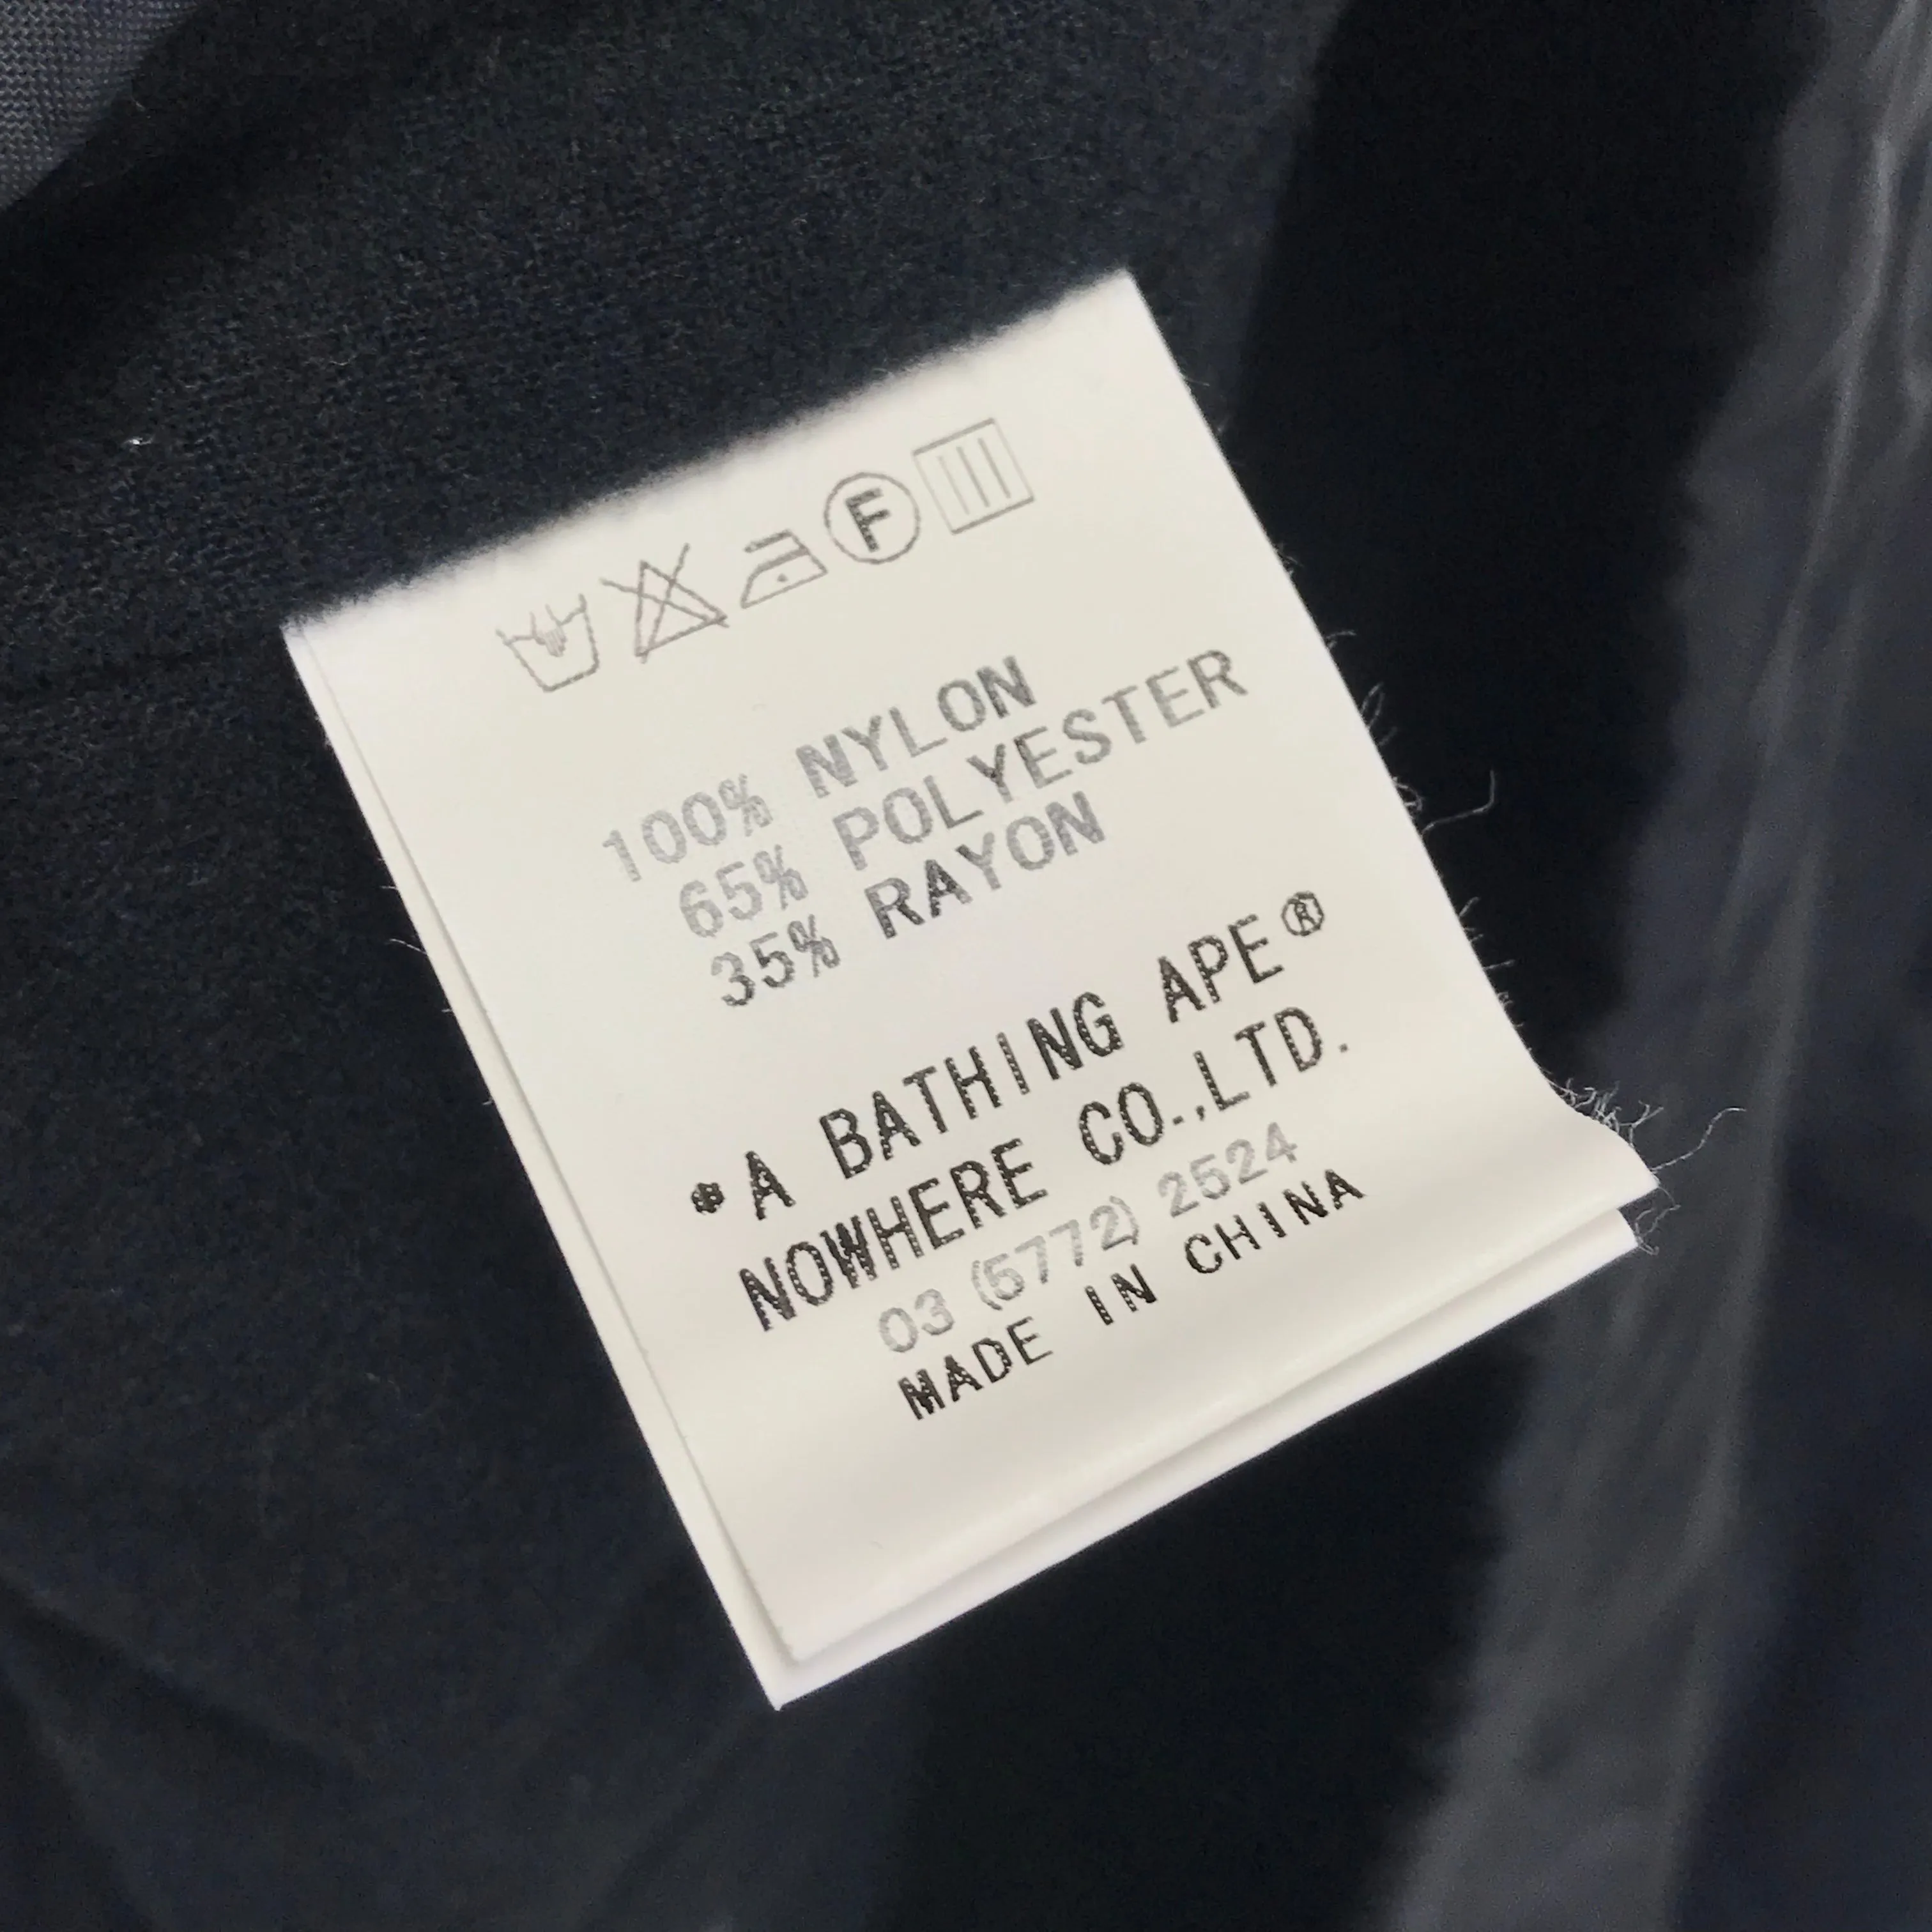 F
100% NYLON
65% POLYESTER
35% RAYON
*A BATHING APE®
NOWHERE CO.,LTD.
03 (5772) 2524
MADE IN CHINA